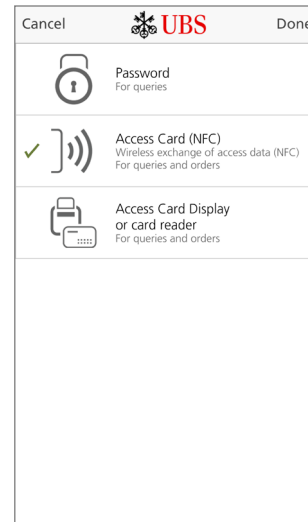 Cancel UBS Done
Password
For queries
Access Card (NFC)
Wireless exchange of access data (NFC)
For queries and orders
Access Card Display
or card reader
For queries and orders